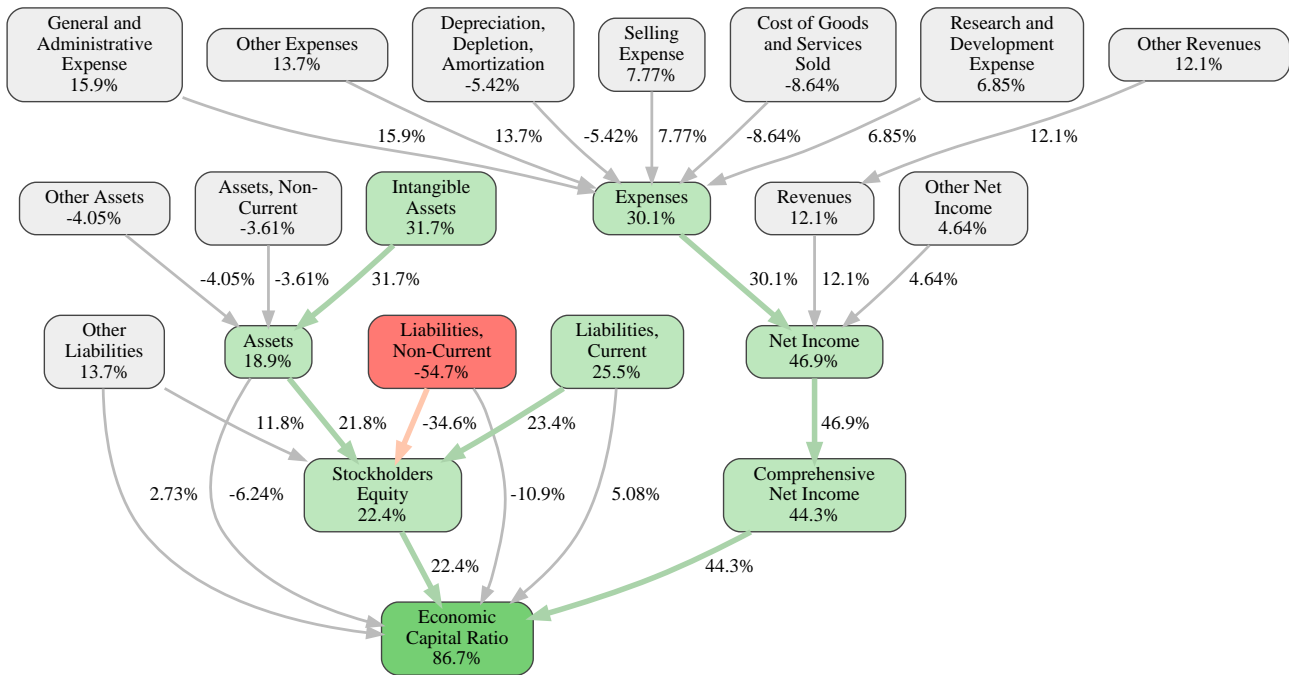 General and
Administrative
Expense
15.9%
Other Expenses
13.7%
Depreciation,
Depletion,
Amortization
-5.42%
Selling
Expense
7.77%
Cost of Goods
and Services
Sold
-8.64%
Research and
Development
Expense
6.85%
Other Revenues
12.1%
15.9%
13.7%
-5.42%
7.77%
-8.64%
6.85%
12.1%
Other Assets
-4.05%
Assets, Non-
Current
-3.61%
Intangible
Assets
31.7%
Expenses
30.1%
Revenues
12.1%
Other Net
Income
4.64%
-4.05%
-3.61%
31.7%
30.1%
12.1%
4.64%
Other
Liabilities
13.7%
Assets
18.9%
Liabilities,
Non-Current
-54.7%
Liabilities,
Current
25.5%
Net Income
46.9%
11.8%
21.8%
-34.6%
23.4%
46.9%
2.73%
-6.24%
Stockholders
Equity
22.4%
-10.9%
5.08%
Comprehensive
Net Income
44.3%
22.4%
44.3%
Economic
Capital Ratio
86.7%